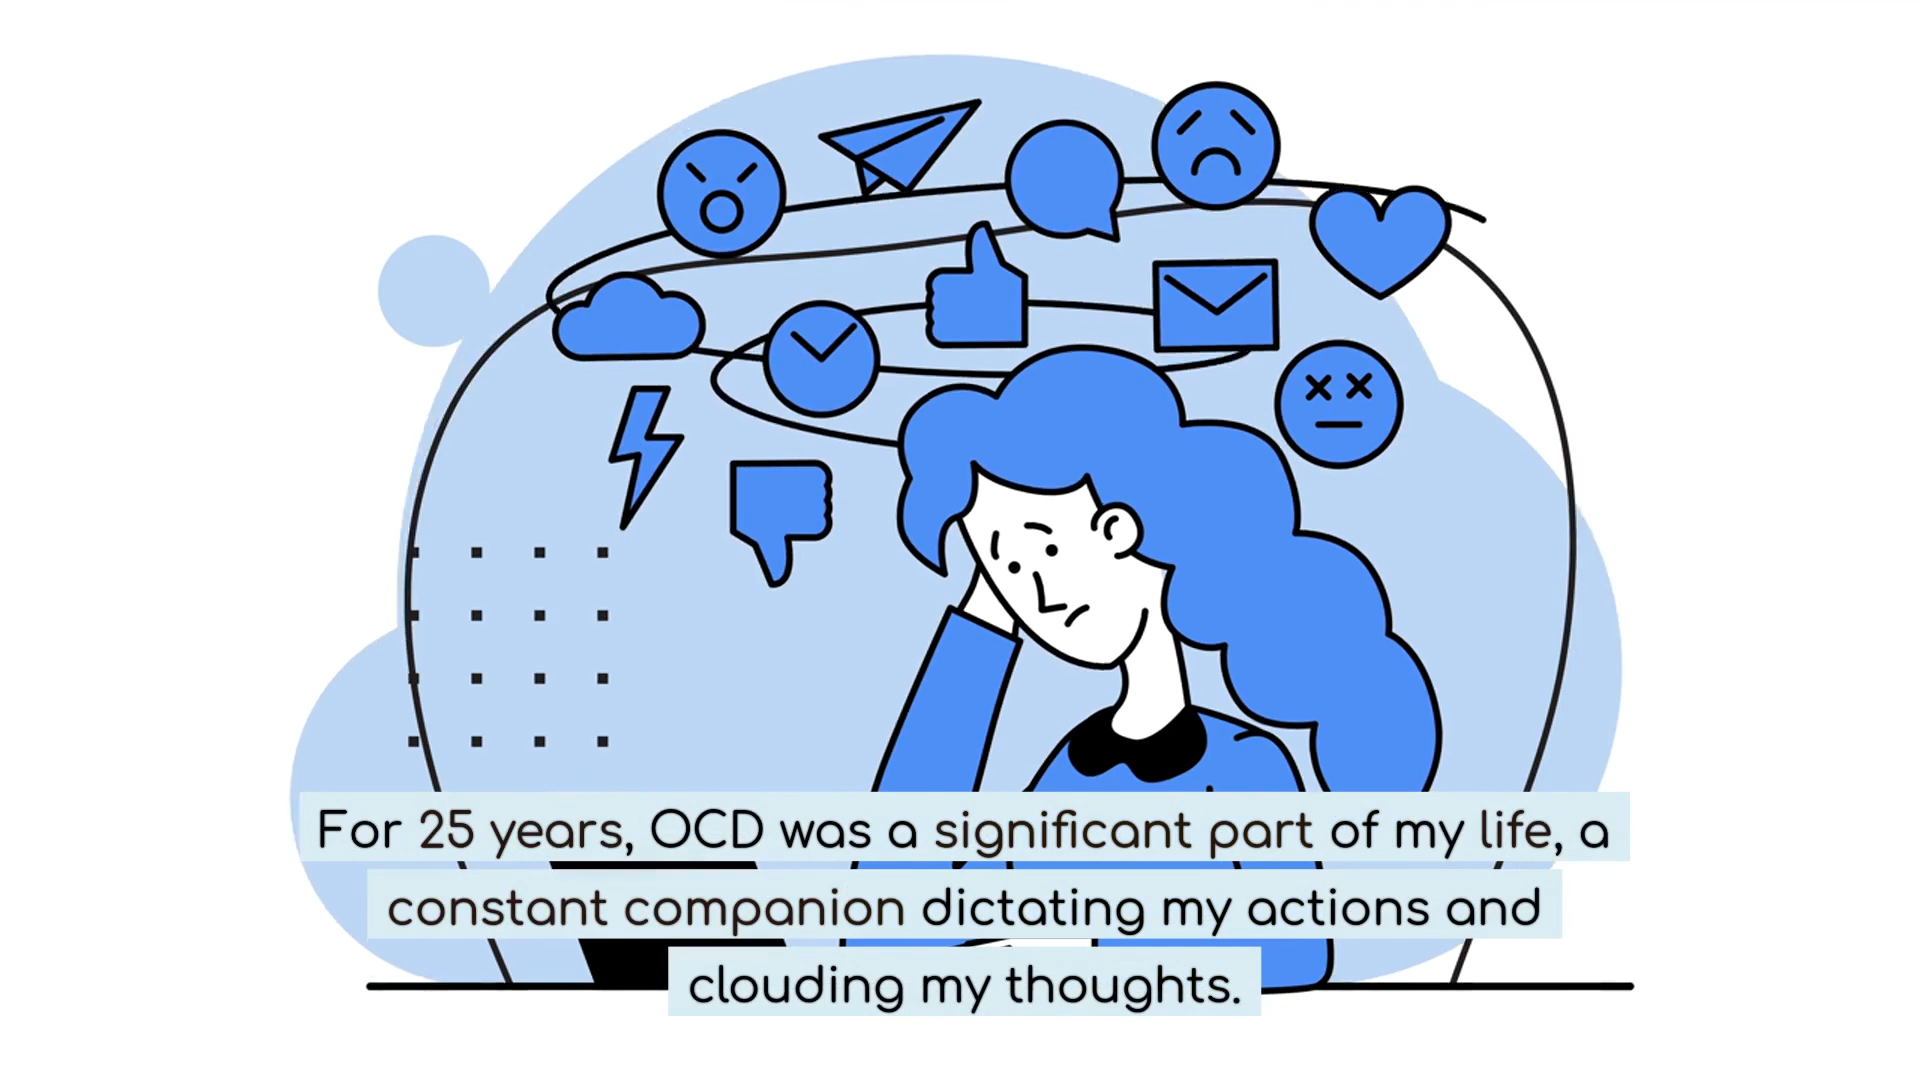 For 25 years, OCD was a significant part of my life, a
constant companion dictating my actions and
clouding my thoughts.